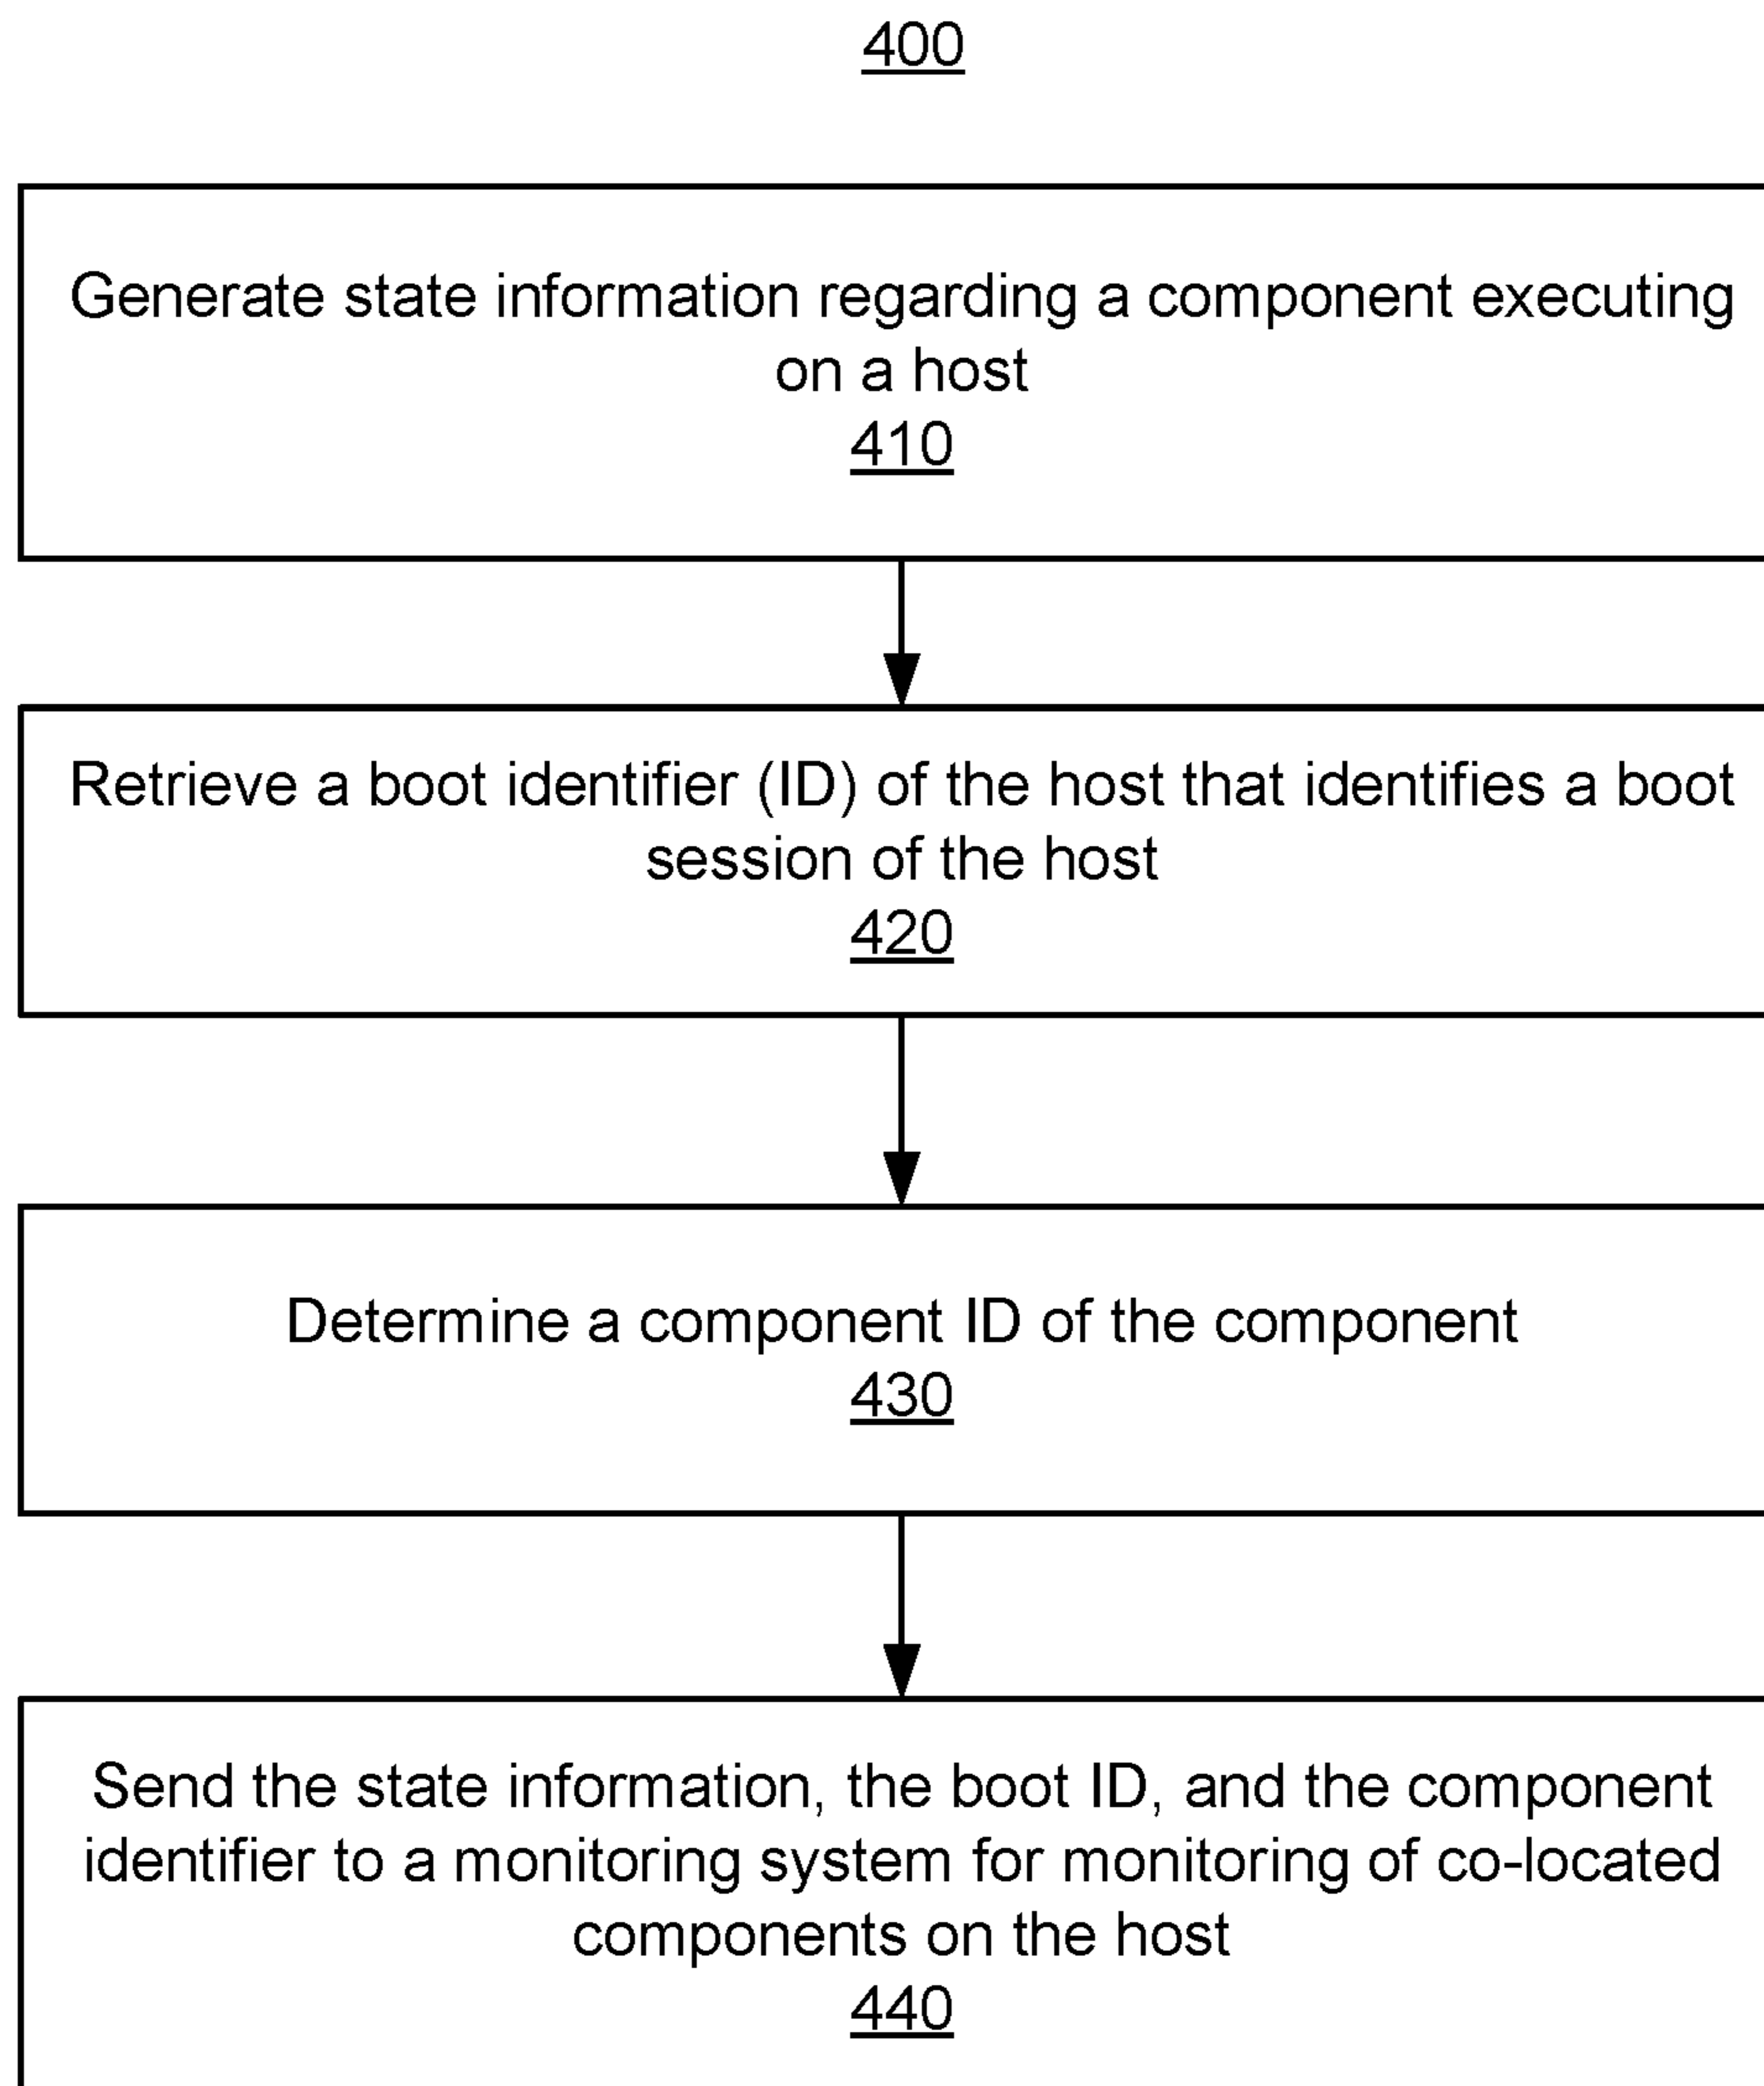 400
Generate state information regarding a component executing
on a host
410
Retrieve a boot identifier (ID) of the host that identifies a boot
session of the host
420
Determine a component ID of the component
430
Send the state information, the boot ID, and the component
identifier to a monitoring system for monitoring of co-located
components on the host
440